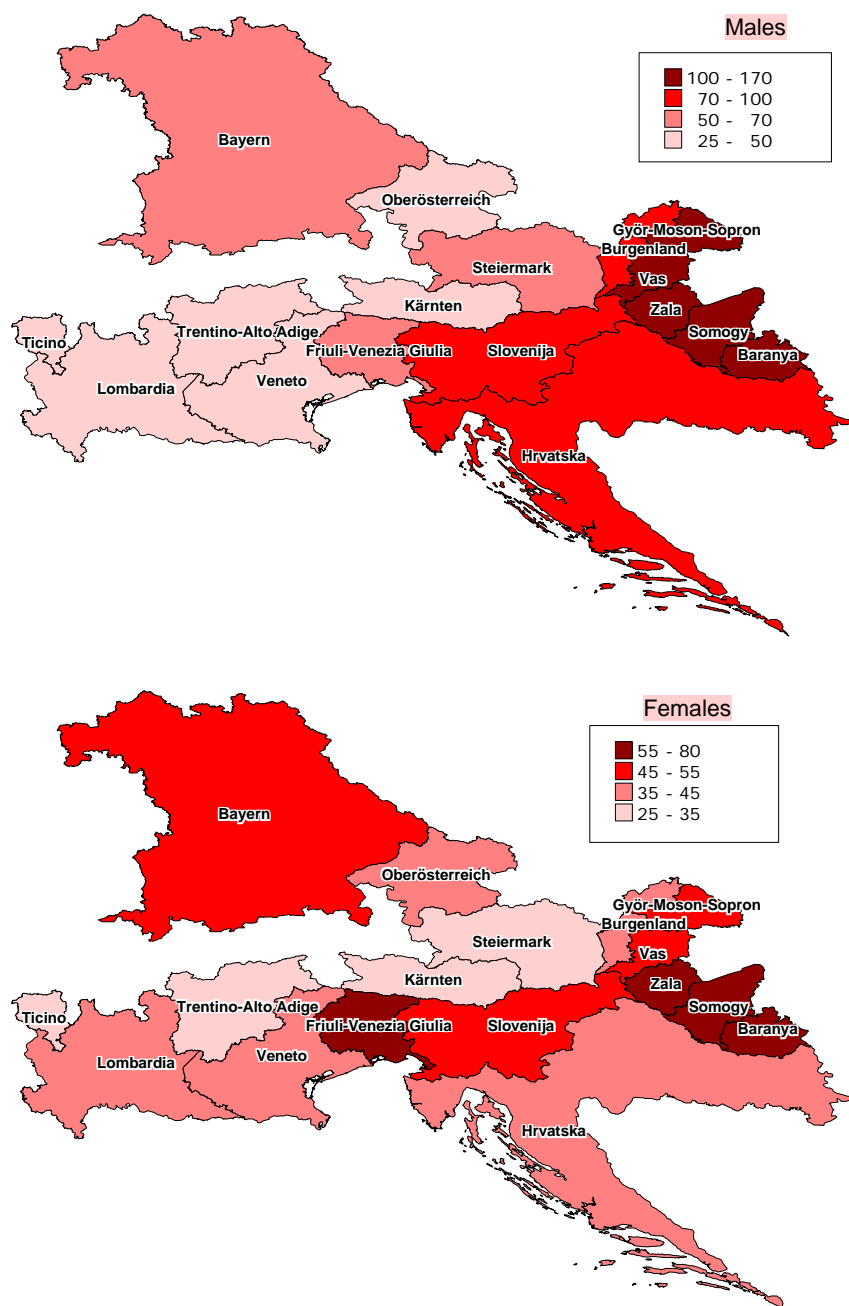 Males
100 - 170
70 - 100
50 - 70
25 - 50
Bayern
Oberösterreich
Györ-Moson-Sopron
Burgenland
Steiermark
Vas
Kärnten
Zala
Trentino-Alto Adige
Somogy
Ticino
Friuli-Venezia Giulia
Slovenija
Baranya
Veneto
Lombardia
Hrvatska
Females
55 - 80
45 - 55
35 - 45
25 - 35
Bayern
Oberösterreich
Györ-Moson-Sopron
Burgenland
Steiermark
Vas
Kärnten
Zala
Trentino-Alto Adige
Somogy
Ticino
Friuli-Venezia Giulia
Slovenija
Baranya
Veneto
Lombardia
Hrvatska